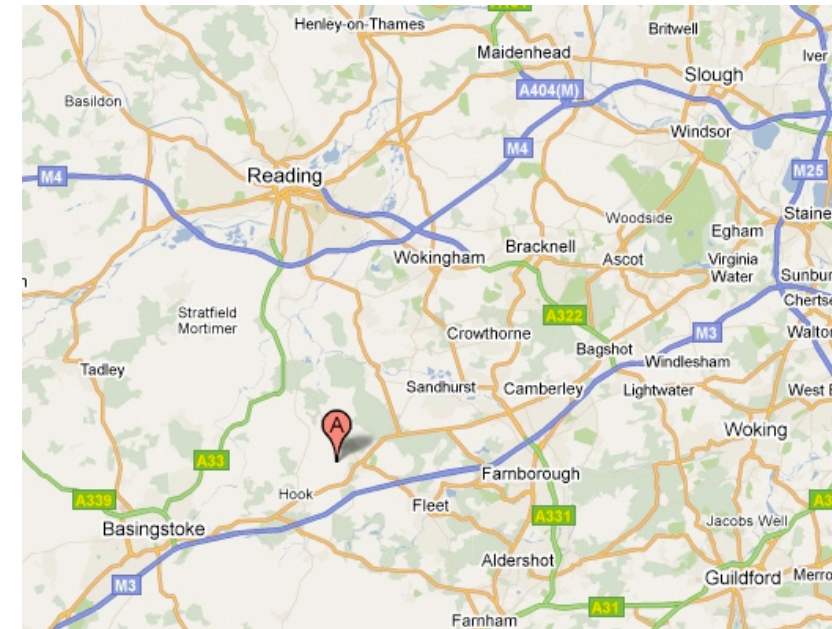 Henley-on-Thames
Britwell
Maidenhead
Iver
Slough
A404(M)
Basildon
Windsor
M4
M25
Reading
M4
Woodside
Staine
Egham
Wokingham
Bracknell
Ascot
Virginia
Water
Sunbur
Chertse
Stratfield
Mortimer
A322
Crowthorne
M3
Walto
Bagshot
Windlesham
Tadley
Sandhurst
Camberley
Lightwater
West B
Woking
A
A33
Farnborough
Hook
A339
Fleet
A3
Basingstoke
A331
Jacobs Well
Aldershot
Guildford
Merro
M3
A31
Farnham